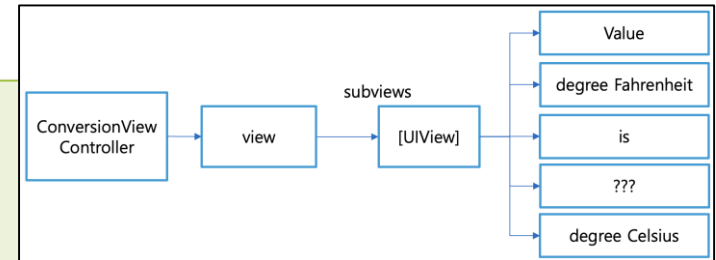 Value
subviews
degree Fahrenheit
ConversionView
Controller
view
[UIView]
is
???
degree Celsius